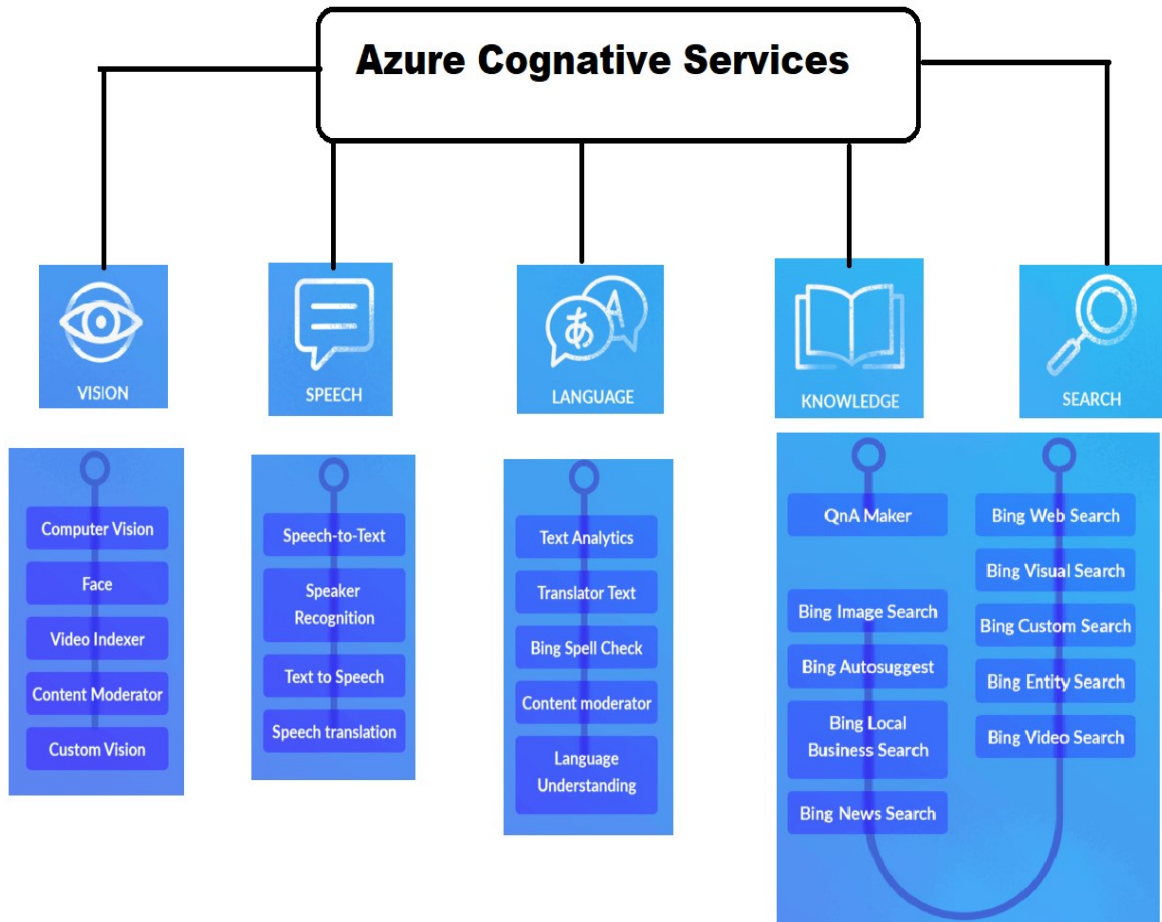 Azure Cognative Services
VISION
SPEECH
LANGUAGE
KNOWLEDGE
SEARCH
Computer Vision
Face
Video Indexer
Content Moderator
Custom Vision
Speech-to-Text
Speaker
Recognition
Text to Speech
Speech translation
Text Analytics
Translator Text
Bing Spell Check
Content moderator
Language
Understanding
QnA Maker
Bing Image Search
Bing Autosuggest
Bing Local
Business Search
Bing News Search
Bing Web Search
Bing Visual Search
Bing Custom Search
Bing Entity Search
Bing Video Search
あ
A